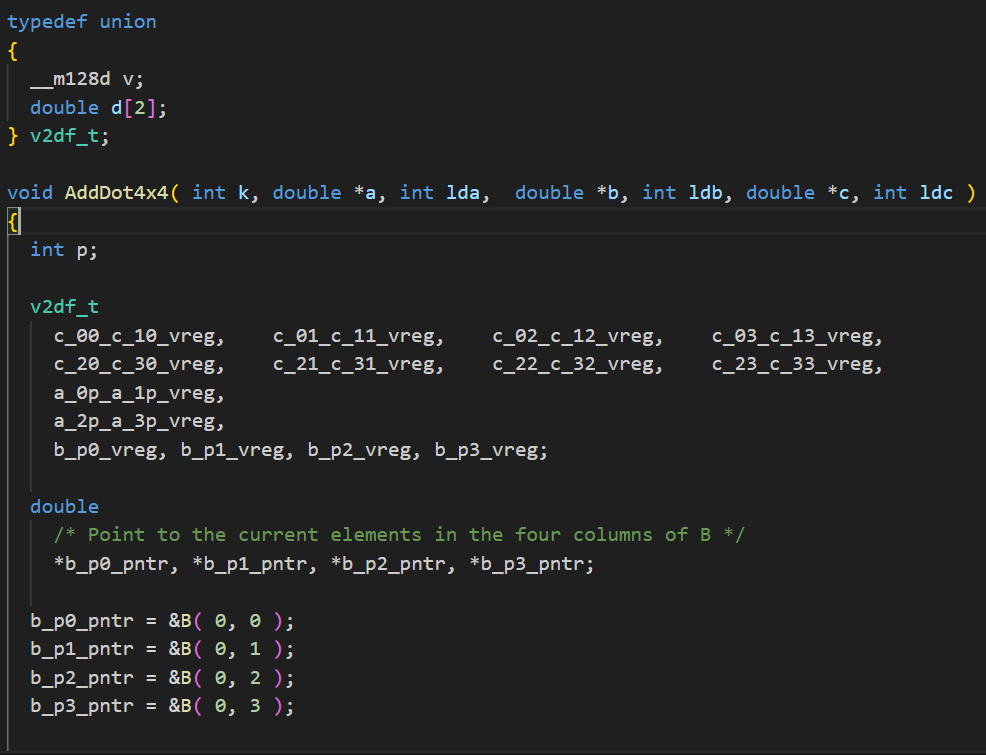 typedef union
{
  __m128d v;
  double d[2];
} v2df_t;
void AddDot4x4( int k, double *a, int lda,  double *b, int ldb, double *c, int ldc )
{
  int p;
  v2df_t
    c_00_c_10_vreg,    c_01_c_11_vreg,    c_02_c_12_vreg,    c_03_c_13_vreg,
    c_20_c_30_vreg,    c_21_c_31_vreg,    c_22_c_32_vreg,    c_23_c_33_vreg,
    a_0p_a_1p_vreg,
    a_2p_a_3p_vreg,
    b_p0_vreg, b_p1_vreg, b_p2_vreg, b_p3_vreg;
  double
    /* Point to the current elements in the four columns of B */
    *b_p0_pntr, *b_p1_pntr, *b_p2_pntr, *b_p3_pntr;
  b_p0_pntr = &B( 0, 0 );
  b_p1_pntr = &B( 0, 1 );
  b_p2_pntr = &B( 0, 2 );
  b_p3_pntr = &B( 0, 3 );